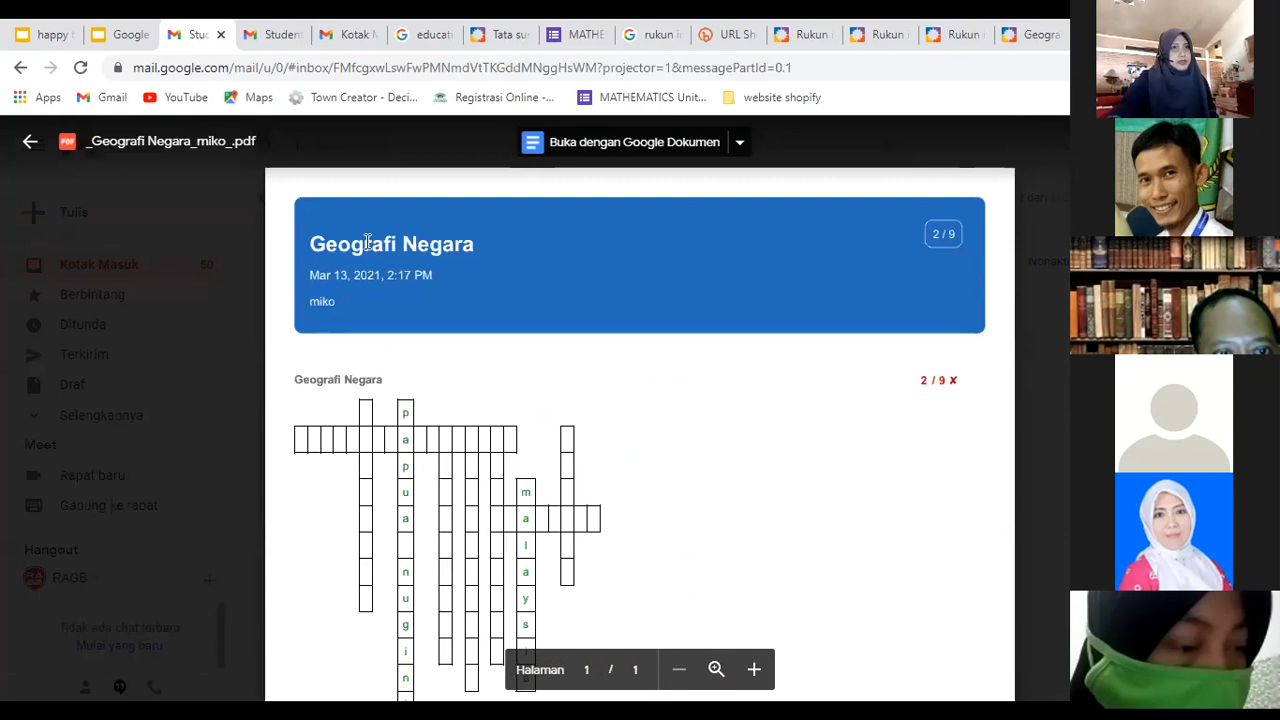 happy t
Google
Stud
Studen
Kotak M
educati
Tata su
MATHE
rukun i
URL Sh
Rukun i
Rukun
Rukun i
Geogra
mail.google.com/mail/u/0/#inbox/
?projector=1&messagePartId=0.1
Apps
Gmail
YouTube
Maps
Town Creator - Deci...
Registrasi Online -...
MATHEMATICS Unit...
website shopify
PDF
_Geografi Negara_miko_.pdf
Buka dengan Google Dokumen
Tulis
Kotak Masuk
50
Berbintang
Ditunda
Terkirim
Draf
Selengkapnya
Meet
Rapat baru
Gabung ke rapat
Hangout
RAGB
Tidak ada chat terbaru
Mulai yang baru
Geografi Negara
2 / 9
Mar 13, 2021, 2:17 PM
miko
Geografi Negara
2 / 9 ✘
p
a
p
u
a
n
u
g
i
n
m
a
l
a
y
s
Halaman 1 / 1